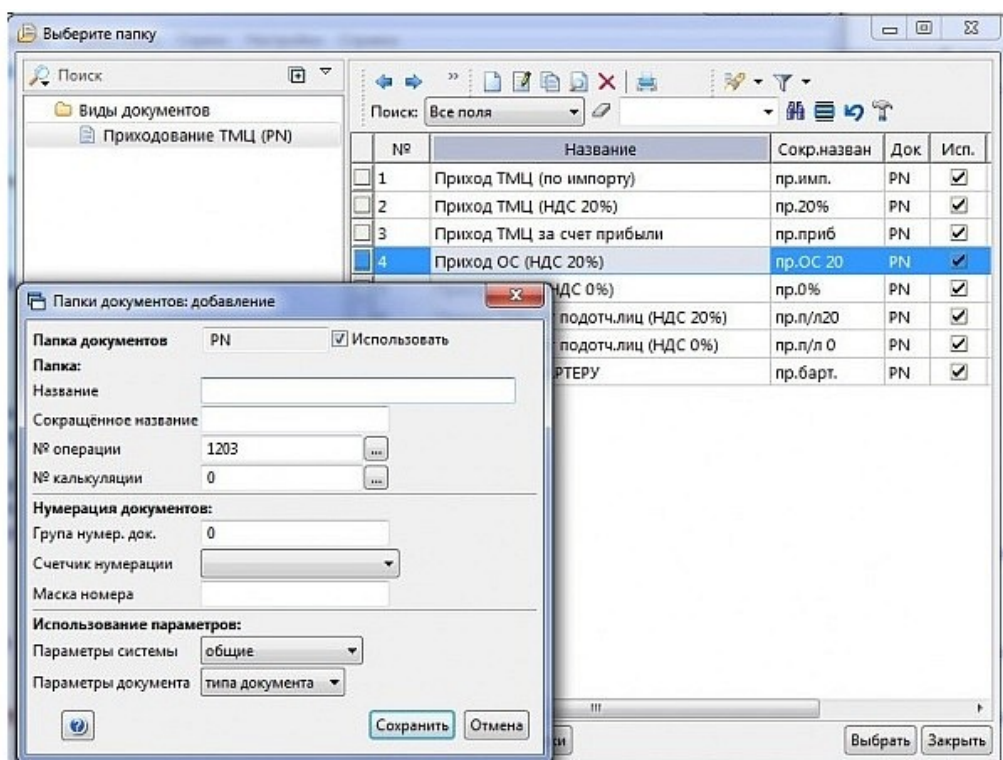 Выберите папку
Поиск
Виды документов
Приходование ТМЦ (PN)
Поиск: Все поля
№ Название Сокр.назван Док Исп.
1 Приход ТМЦ (по импорту) пр.имп. PN
2 Приход ТМЦ (НДС 20%) пр.20% PN
3 Приход ТМЦ за счет прибыли пр.приб PN
4 Приход ОС (НДС 20%) пр.ОС 20 PN
НДС 0%) пр.0% PN
подотч.лиц (НДС 20%) пр.п/л20 PN
подотч.лиц (НДС 0%) пр.п/л 0 PN
РТЕРУ пр.барт. PN
Папки документов: добавление
Папка документов PN Использовать
Папка:
Название
Сокращённое название
№ операции 1203 ...
№ калькуляции 0 ...
Нумерация документов:
Група нумер. док. 0
Счетчик нумерации
Маска номера
Использование параметров:
Параметры системы общие
Параметры документа типа документа
Сохранить Отмена
Выбрать Закрыть